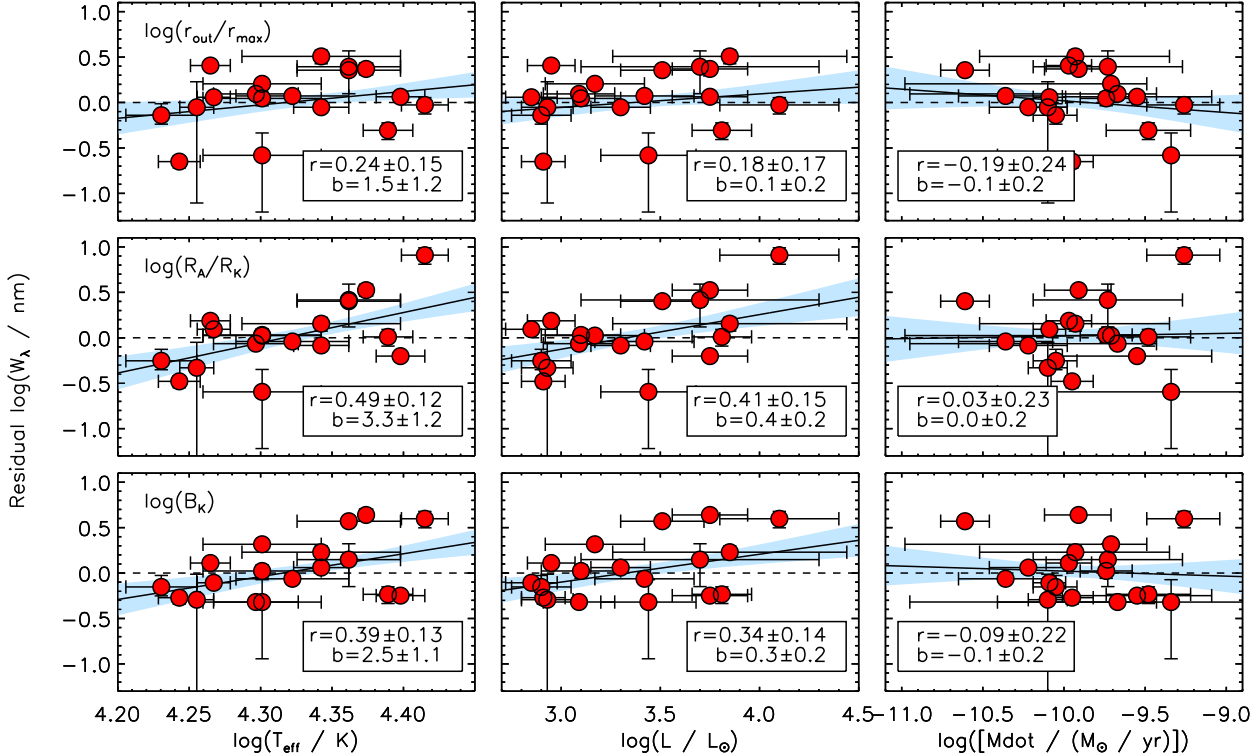 Residual log(W_λ / nm)
1.0
0.5
0.0
−0.5
−1.0
log(r_out/r_max)
r=0.24±0.15
b=1.5±1.2
r=0.18±0.17
b=0.1±0.2
r=−0.19±0.24
b=−0.1±0.2
1.0
0.5
0.0
−0.5
−1.0
log(R_A/R_K)
r=0.49±0.12
b=3.3±1.2
r=0.41±0.15
b=0.4±0.2
r=0.03±0.23
b=0.0±0.2
1.0
0.5
0.0
−0.5
−1.0
log(B_K)
r=0.39±0.13
b=2.5±1.1
r=0.34±0.14
b=0.3±0.2
r=−0.09±0.22
b=−0.1±0.2
4.20 4.25 4.30 4.35 4.40
3.0 3.5 4.0 4.5
−11.0 −10.5 −10.0 −9.5 −9.0
log(T_eff / K)
log(L / L_⊙)
log([Mdot / (M_⊙ / yr)])